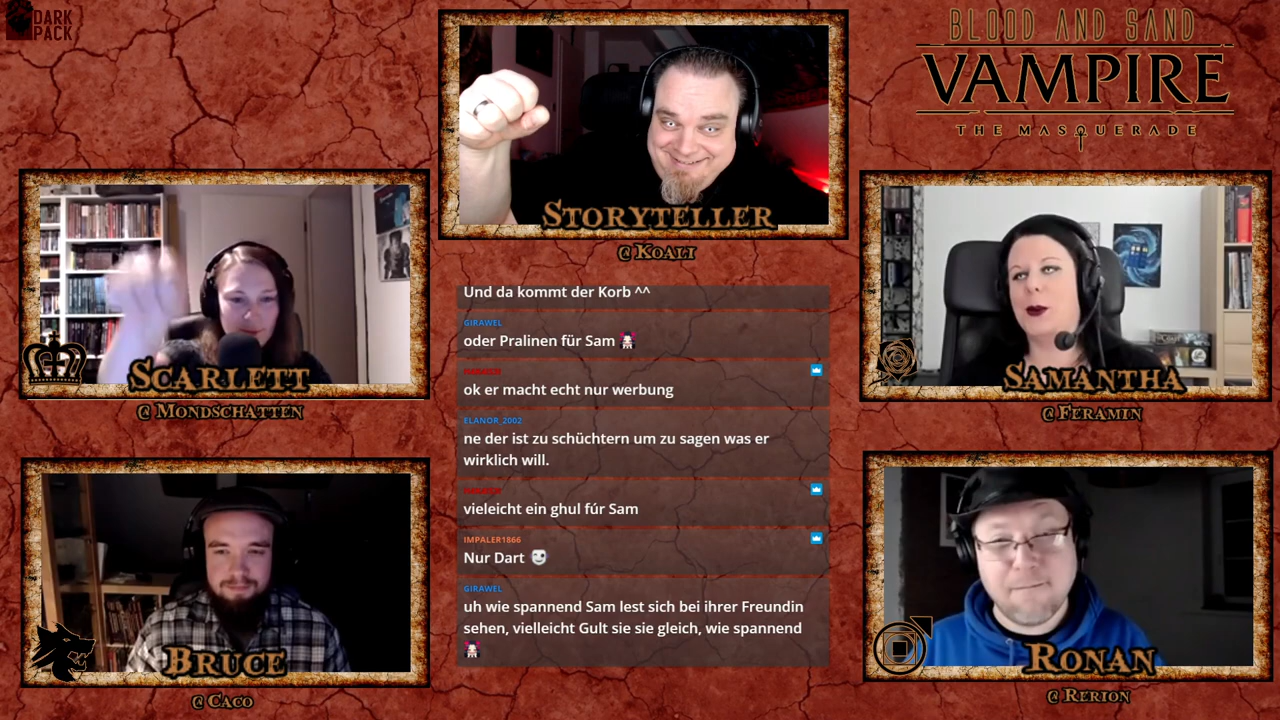 DARK
PACK
BLOOD AND SAND
VAMPIRE
THE MASQUERADE
STORYTELLER
@ KOALI
SCARLETT
@ MONDSCHATTEN
SAMANTHA
@ FERAMIN
Und da kommt der Korb ^^
GIRAWEL
oder Pralinen für Sam
ok er macht echt nur werbung
ELANOR_2002
ne der ist zu schüchtern um zu sagen was er
wirklich will.
vieleicht ein ghul fúr Sam
IMPALER1866
Nur Dart
GIRAWEL
uh wie spannend Sam lest sich bei ihrer Freundin
sehen, vielleicht Gult sie sie gleich, wie spannend
BRUCE
@ CACO
RONAN
@ RERION